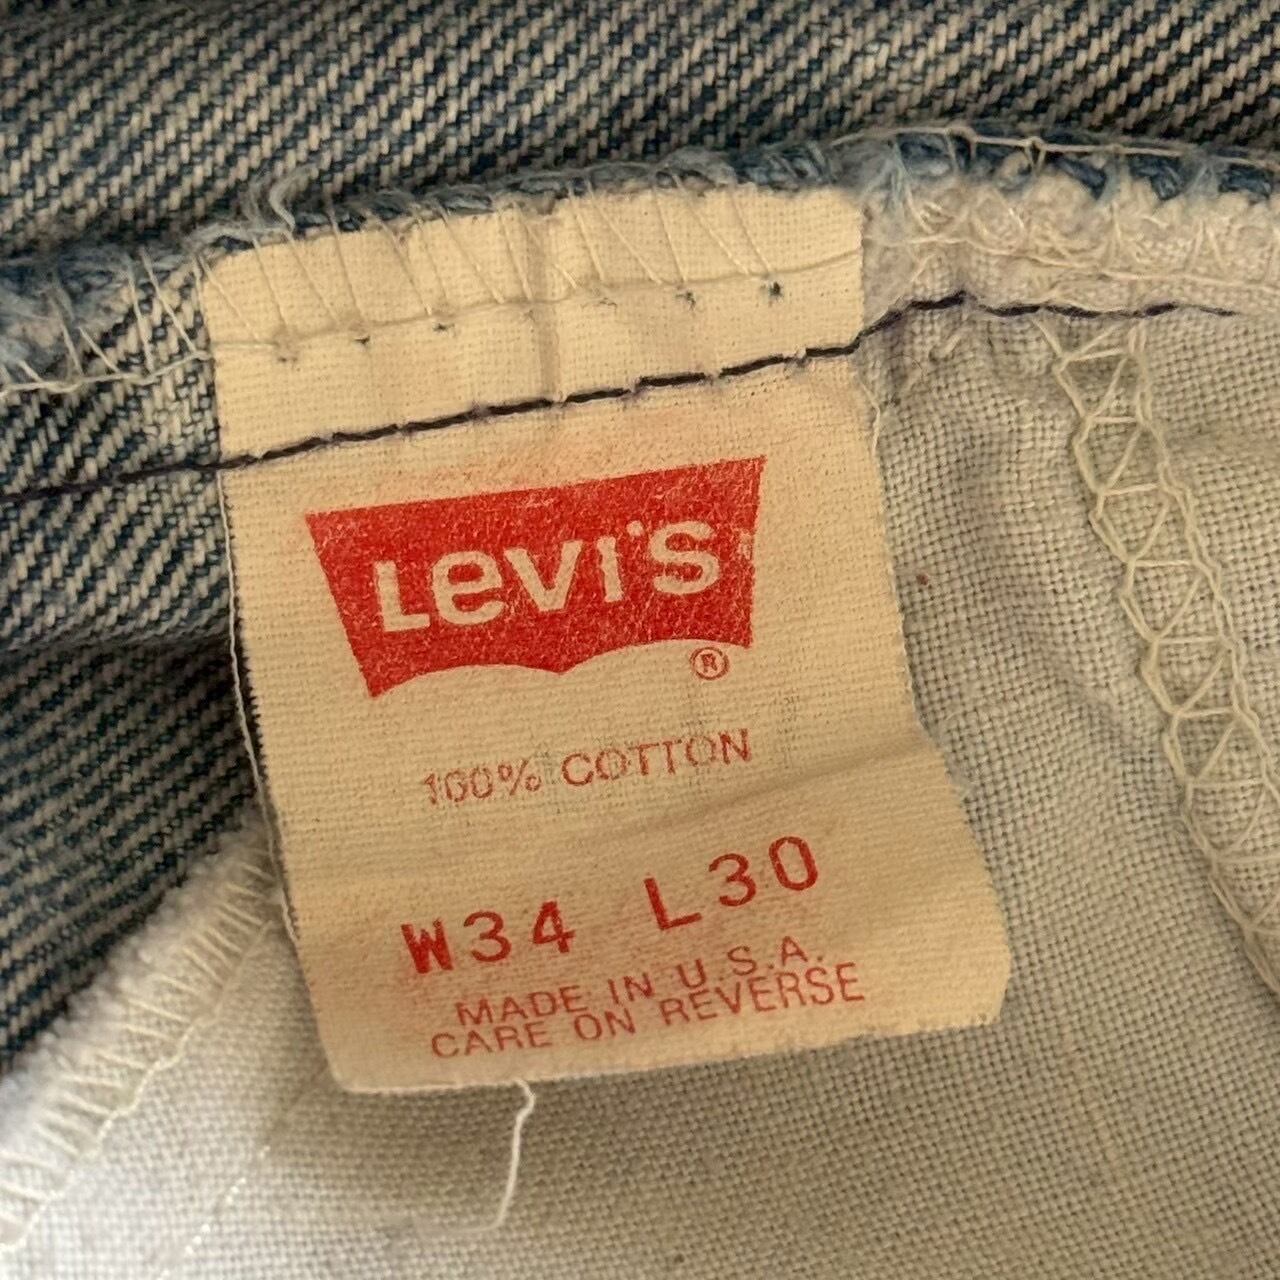 Levi's ®
100% COTTON
W34 L30
MADE IN U.S.A.
CARE ON REVERSE